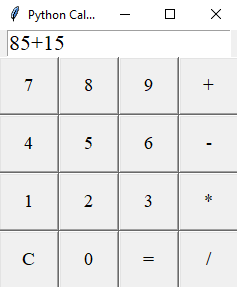 Python Cal...
85+15
7 8 9 +
4 5 6 -
1 2 3 *
C 0 = /